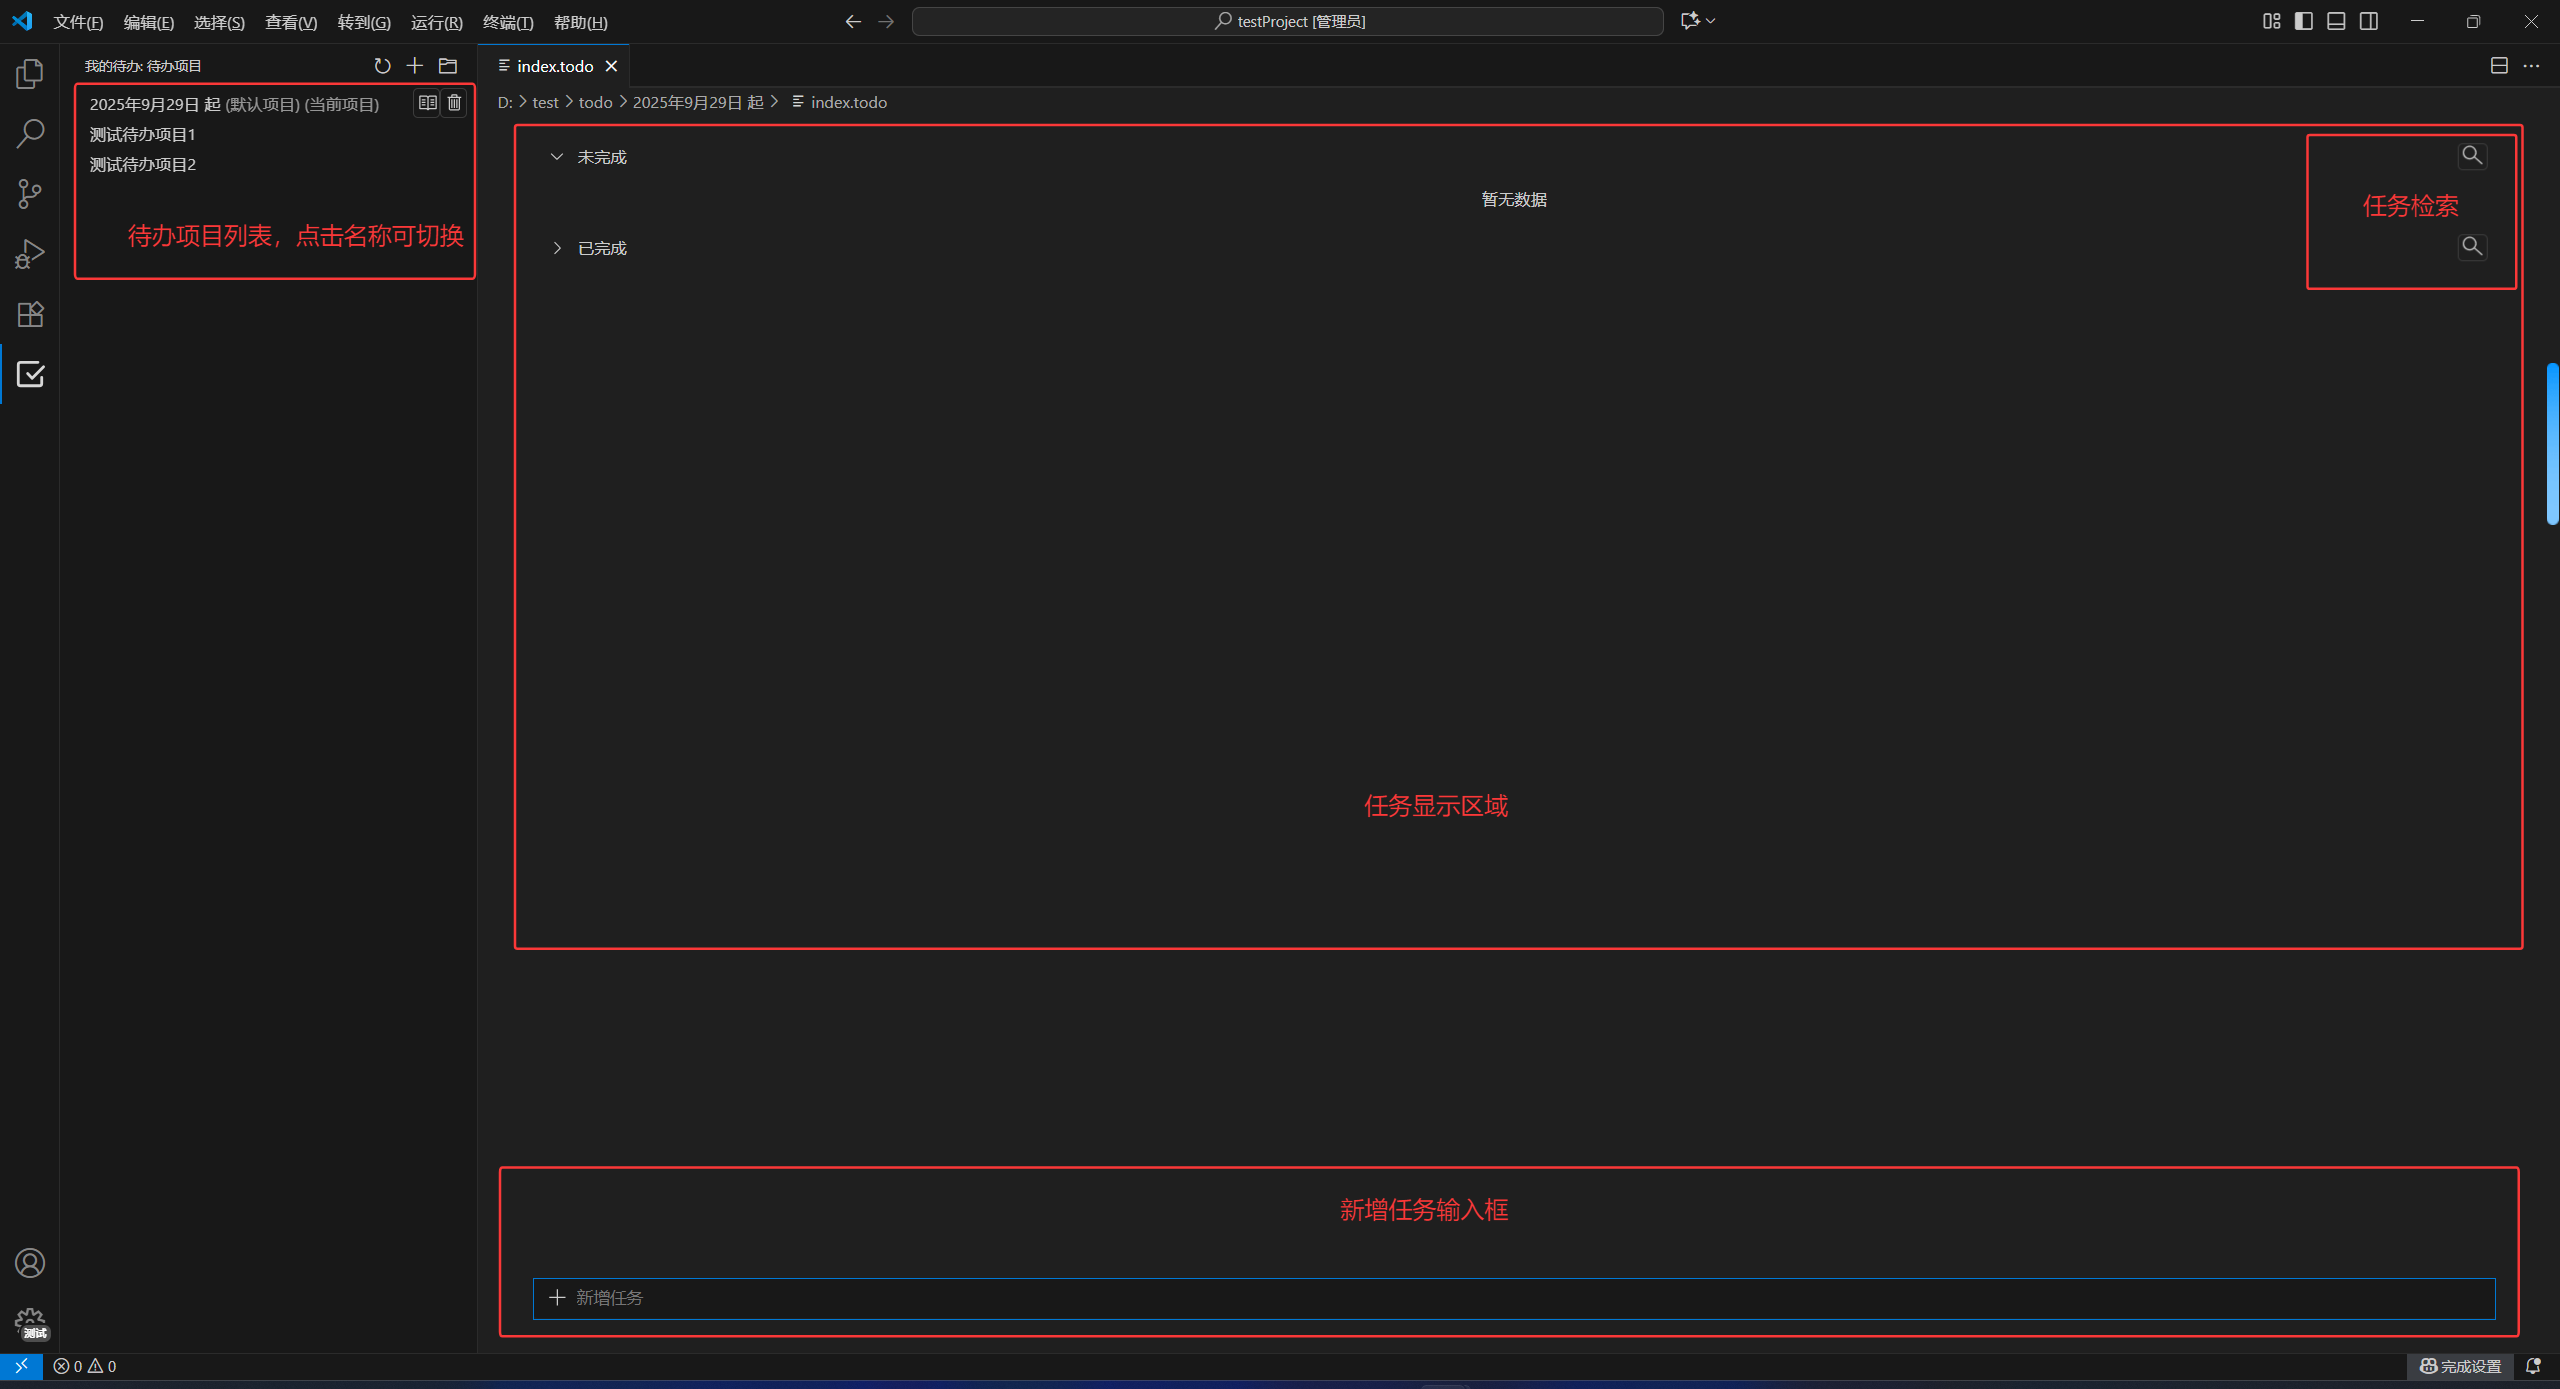 文件(F) 编辑(E) 选择(S) 查看(V) 转到(G) 运行(R) 终端(T) 帮助(H)
testProject [管理员]
我的待办: 待办项目
2025年9月29日 起 (默认项目) (当前项目)
测试待办项目1
测试待办项目2
待办项目列表，点击名称可切换
index.todo
D: > test > todo > 2025年9月29日 起 > index.todo
未完成
暂无数据
已完成
任务检索
任务显示区域
新增任务输入框
新增任务
测试
0 0
完成设置